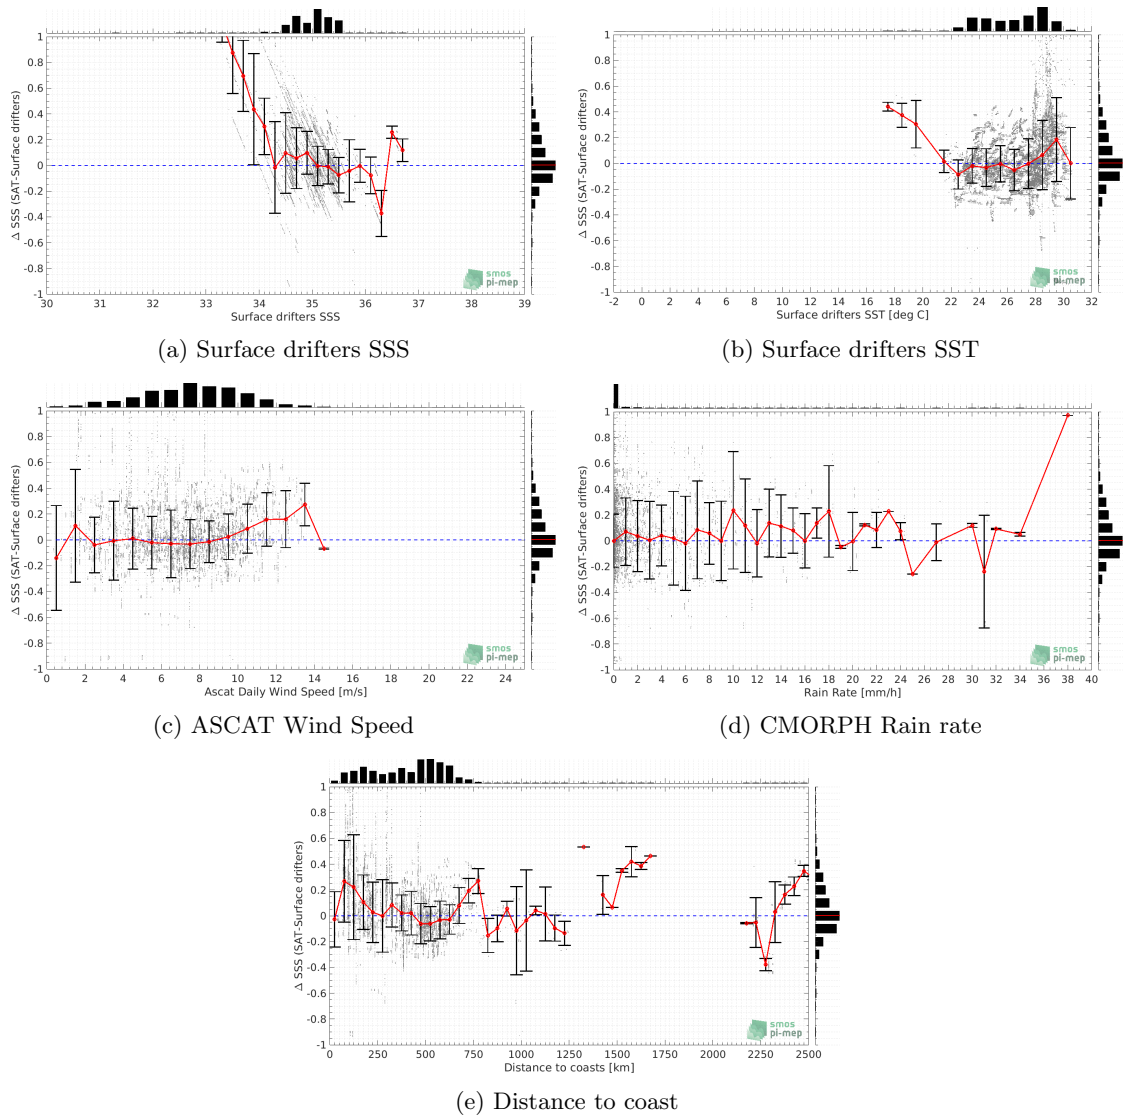 1
0.8
0.6
0.4
0.2
0
-0.2
-0.4
-0.6
-0.8
-1
Δ SSS (SAT-Surface drifters)
30 31 32 33 34 35 36 37 38 39
Surface drifters SSS
smos
pi-mep
(a) Surface drifters SSS
1
0.8
0.6
0.4
0.2
0
-0.2
-0.4
-0.6
-0.8
-1
Δ SSS (SAT-Surface drifters)
-2 0 2 4 6 8 10 12 14 16 18 20 22 24 26 28 30 32
Surface drifters SST [deg C]
smos
pi-mep
(b) Surface drifters SST
1
0.8
0.6
0.4
0.2
0
-0.2
-0.4
-0.6
-0.8
-1
Δ SSS (SAT-Surface drifters)
0 2 4 6 8 10 12 14 16 18 20 22 24
Ascat Daily Wind Speed [m/s]
smos
pi-mep
(c) ASCAT Wind Speed
1
0.8
0.6
0.4
0.2
0
-0.2
-0.4
-0.6
-0.8
-1
Δ SSS (SAT-Surface drifters)
0 2 4 6 8 10 12 14 16 18 20 22 24 26 28 30 32 34 36 38 40
Rain Rate [mm/h]
smos
pi-mep
(d) CMORPH Rain rate
1
0.8
0.6
0.4
0.2
0
-0.2
-0.4
-0.6
-0.8
-1
Δ SSS (SAT-Surface drifters)
0 250 500 750 1000 1250 1500 1750 2000 2250 2500
Distance to coasts [km]
smos
pi-mep
(e) Distance to coast